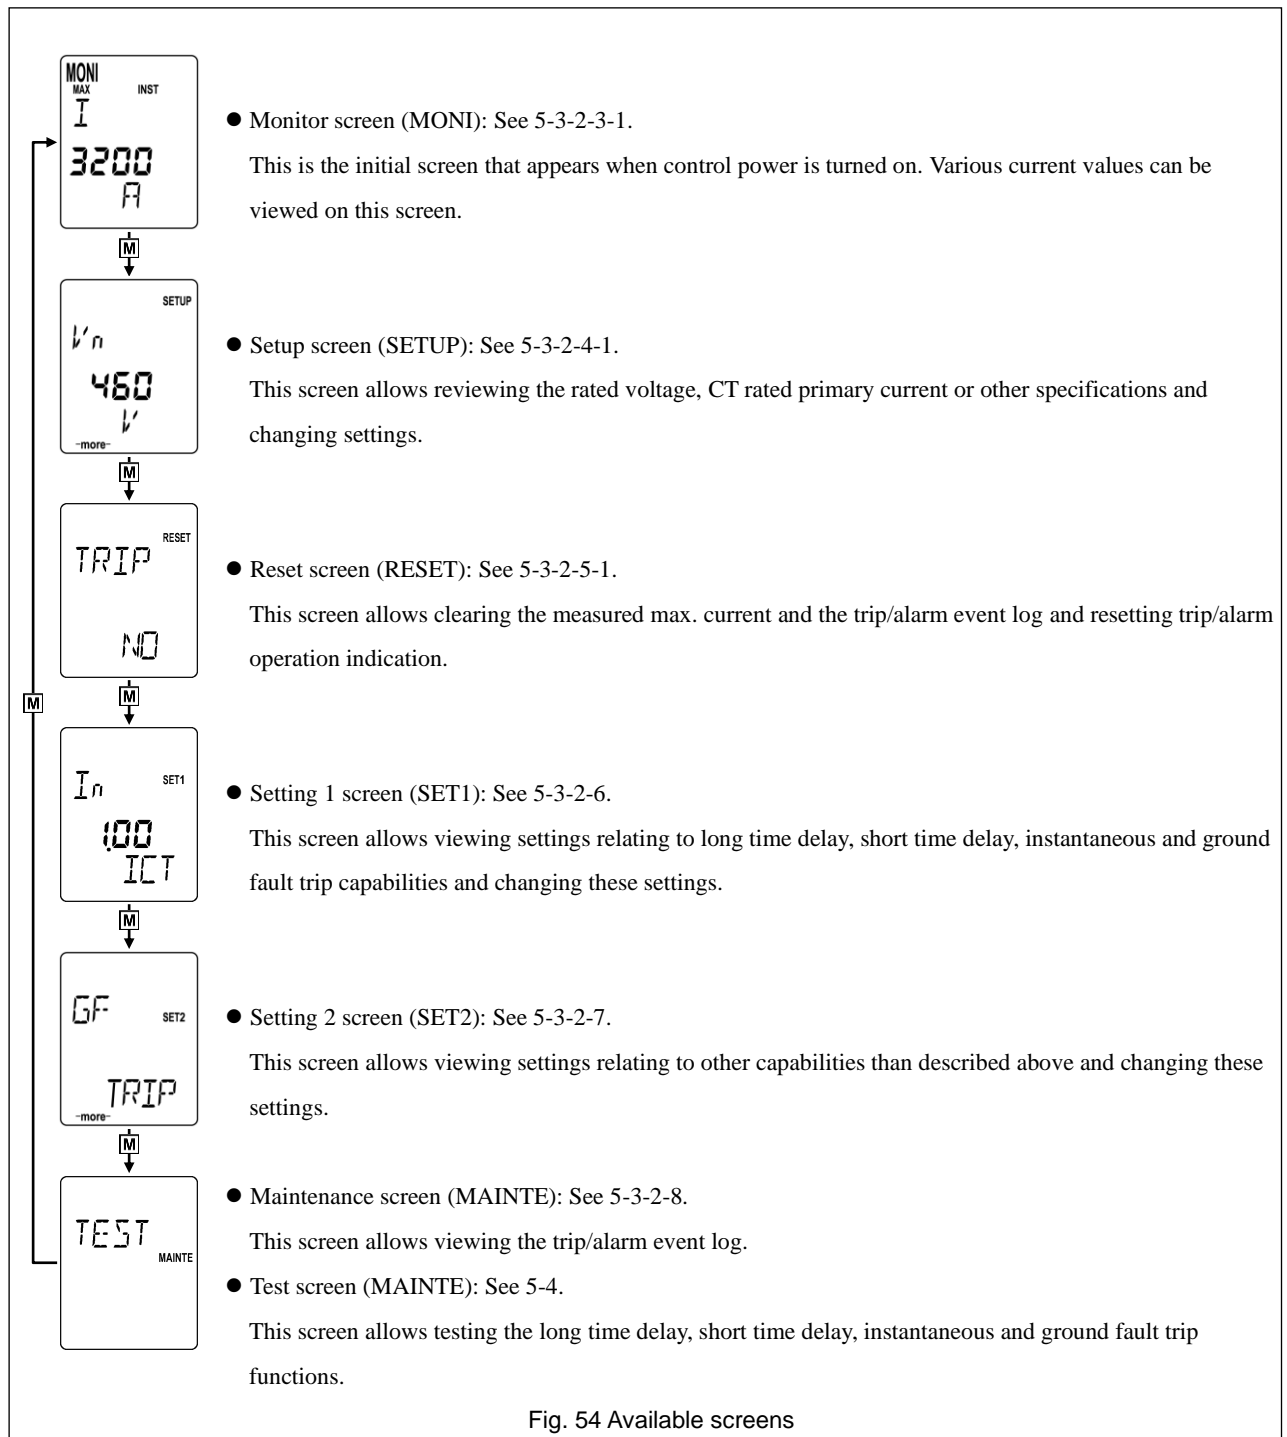 MONI
MAX INST
I
3200
A
● Monitor screen (MONI): See 5-3-2-3-1.
This is the initial screen that appears when control power is turned on. Various current values can be
viewed on this screen.
M
SETUP
Vn
460
V
-more-
● Setup screen (SETUP): See 5-3-2-4-1.
This screen allows reviewing the rated voltage, CT rated primary current or other specifications and
changing settings.
M
RESET
TRIP
NO
● Reset screen (RESET): See 5-3-2-5-1.
This screen allows clearing the measured max. current and the trip/alarm event log and resetting trip/alarm
operation indication.
M
M
In SET1
1.00
ICT
● Setting 1 screen (SET1): See 5-3-2-6.
This screen allows viewing settings relating to long time delay, short time delay, instantaneous and ground
fault trip capabilities and changing these settings.
M
GF SET2
TRIP
-more-
● Setting 2 screen (SET2): See 5-3-2-7.
This screen allows viewing settings relating to other capabilities than described above and changing these
settings.
M
TEST
MAINTE
● Maintenance screen (MAINTE): See 5-3-2-8.
This screen allows viewing the trip/alarm event log.
● Test screen (MAINTE): See 5-4.
This screen allows testing the long time delay, short time delay, instantaneous and ground fault trip
functions.
Fig. 54 Available screens